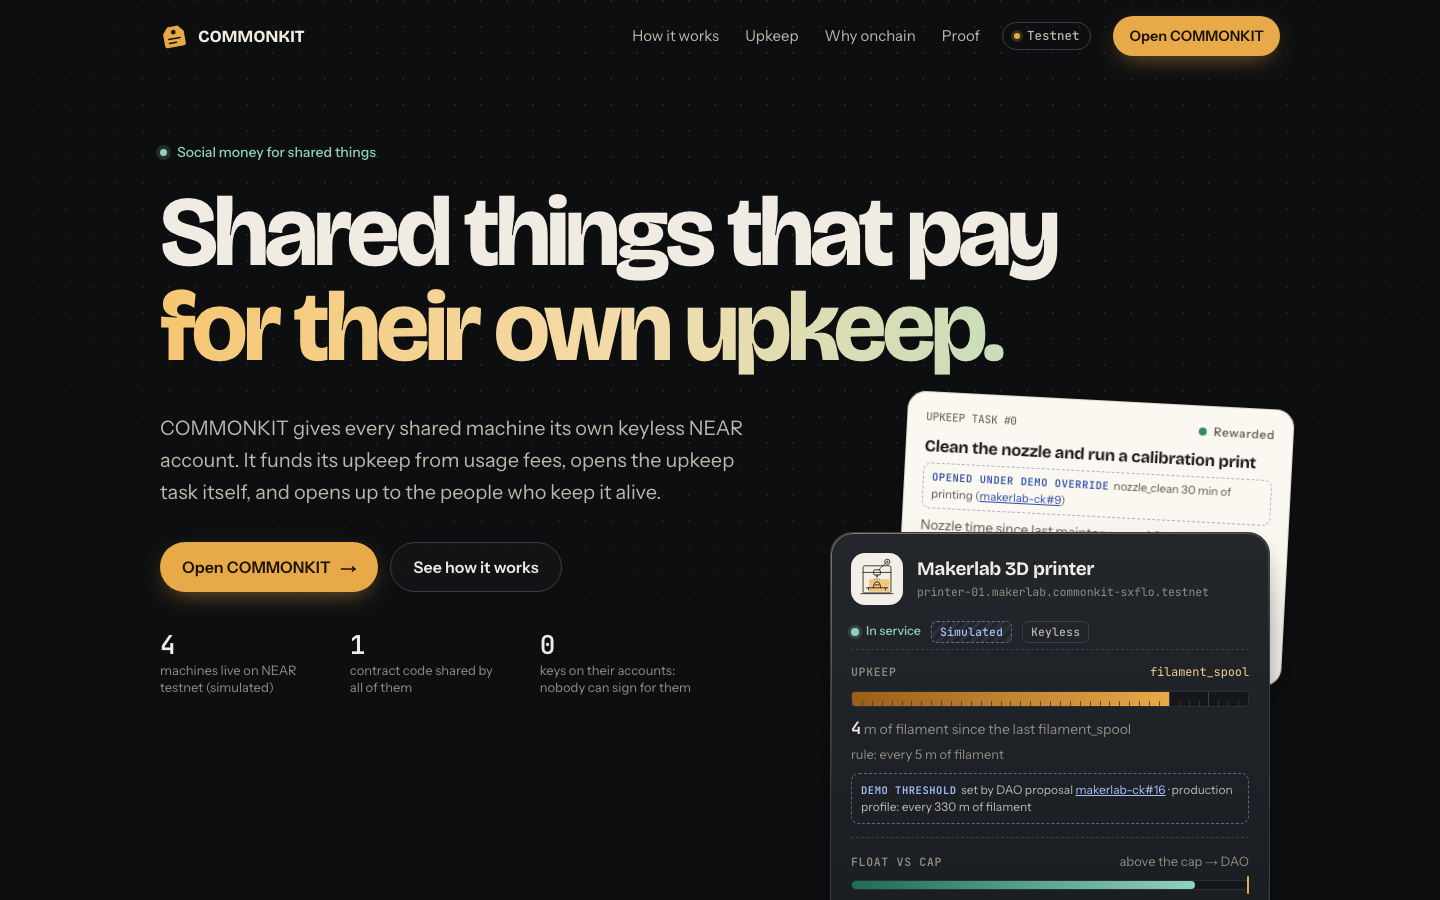 COMMONKIT
How it works
Upkeep
Why onchain
Proof
Testnet
Open COMMONKIT
Social money for shared things
Shared things that pay
for their own upkeep.
COMMONKIT gives every shared machine its own keyless NEAR
account. It funds its upkeep from usage fees, opens the upkeep
task itself, and opens up to the people who keep it alive.
Open COMMONKIT →
See how it works
4
machines live on NEAR
testnet (simulated)
1
contract code shared by
all of them
0
keys on their accounts:
nobody can sign for them
UPKEEP TASK #0
Rewarded
Clean the nozzle and run a calibration print
OPENED UNDER DEMO OVERRIDE nozzle_clean 30 min of
printing (makerlab-ck#9)
Nozzle time since last
Makerlab 3D printer
printer-01.makerlab.commonkit-sxflo.testnet
In service
Simulated
Keyless
UPKEEP
filament_spool
4 m of filament since the last filament_spool
rule: every 5 m of filament
DEMO THRESHOLD set by DAO proposal makerlab-ck#16 · production
profile: every 330 m of filament
FLOAT VS CAP
above the cap → DAO